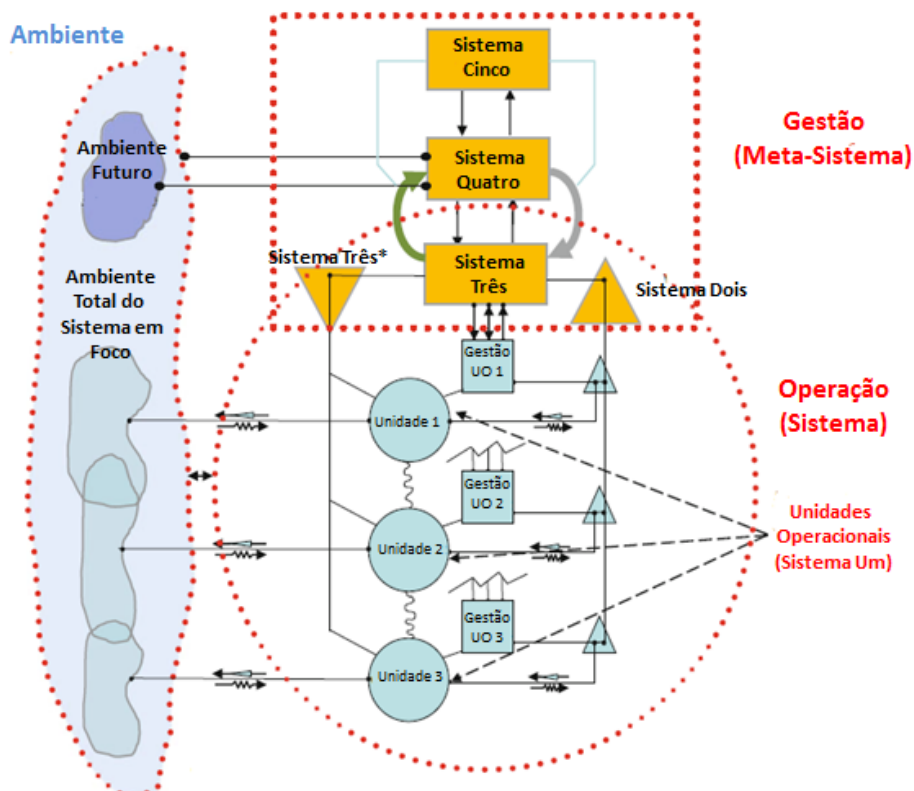 Ambiente
Sistema
Cinco
Gestão
(Meta-Sistema)
Ambiente
Futuro
Sistema
Quatro
Sistema Três*
Sistema
Três
Sistema Dois
Ambiente
Total do
Sistema em
Foco
Gestão
UO 1
Unidade 1
Operação
(Sistema)
Gestão
UO 2
Unidade 2
Unidades
Operacionais
(Sistema Um)
Gestão
UO 3
Unidade 3